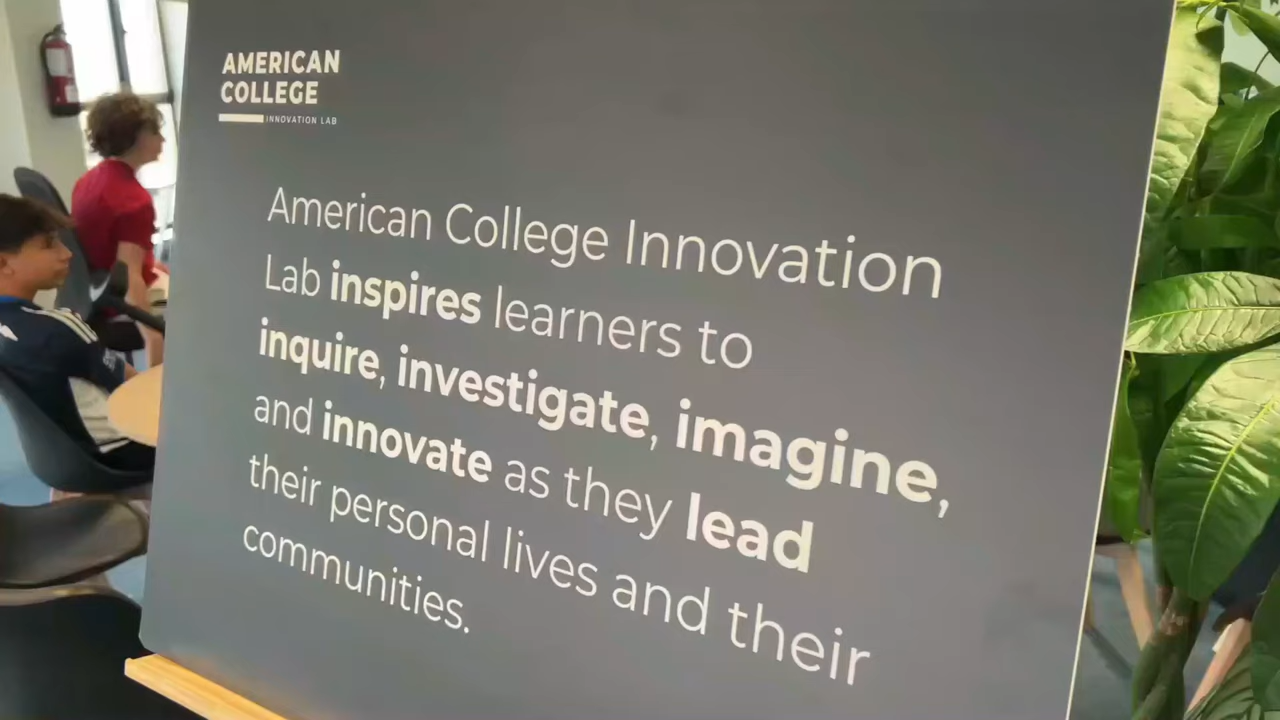 AMERICAN
COLLEGE
INNOVATION LAB
American College Innovation
Lab inspires learners to
inquire, investigate, imagine,
and innovate as they lead
their personal lives and their
communities.